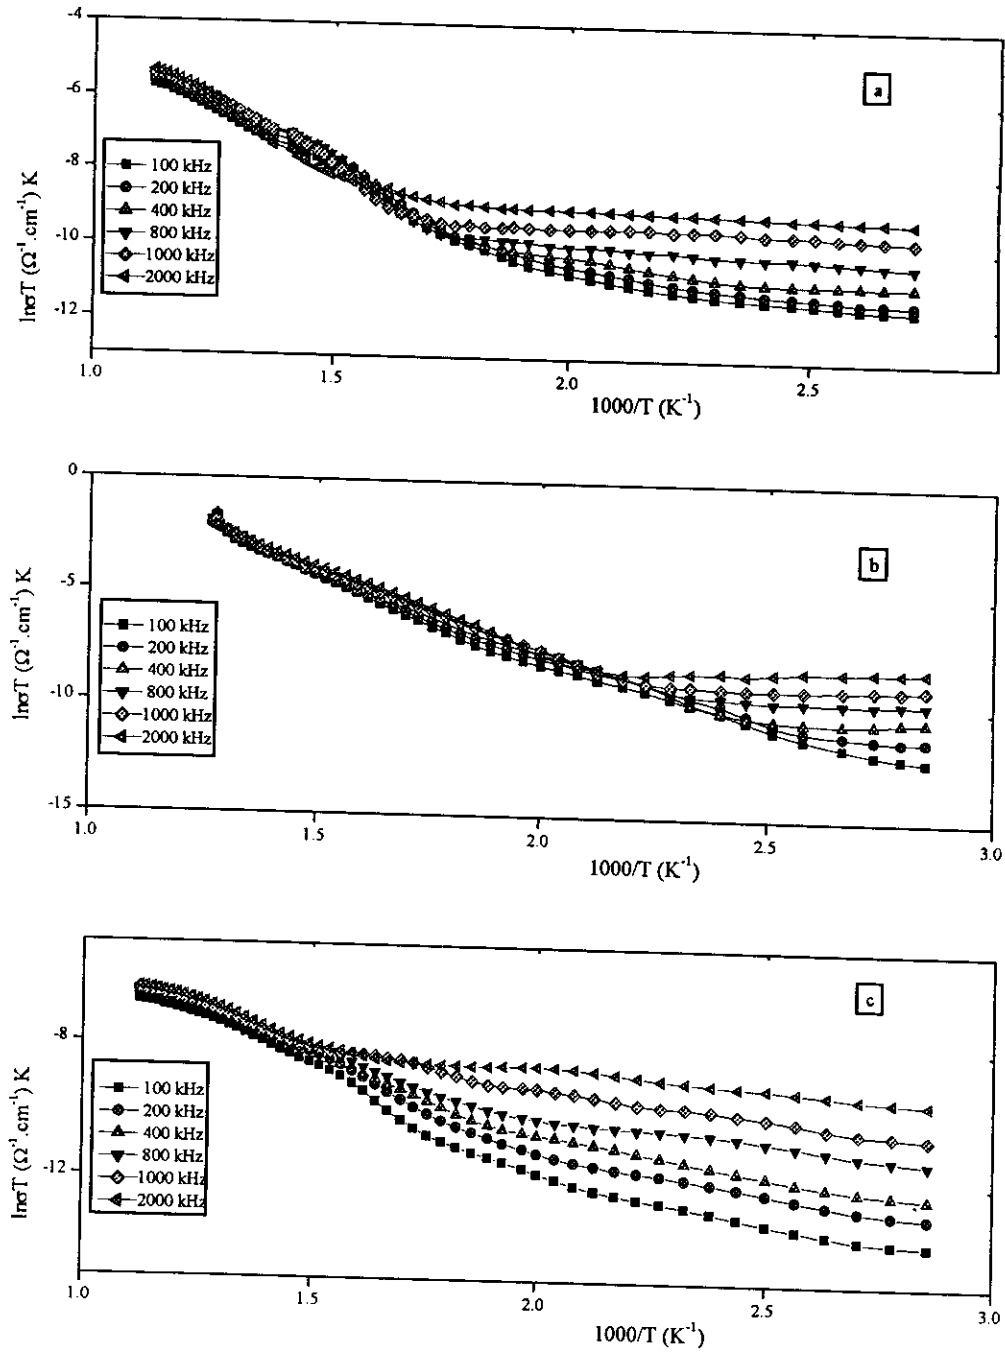 -4
-6
-8
-10
-12
lnσT (Ω⁻¹.cm⁻¹) K
a
100 kHz
200 kHz
400 kHz
800 kHz
1000 kHz
2000 kHz
1.0
1.5
2.0
2.5
1000/T (K⁻¹)
0
-5
-10
-15
lnσT (Ω⁻¹.cm⁻¹) K
b
100 kHz
200 kHz
400 kHz
800 kHz
1000 kHz
2000 kHz
1.0
1.5
2.0
2.5
3.0
1000/T (K⁻¹)
-8
-12
lnσT (Ω⁻¹.cm⁻¹) K
c
100 kHz
200 kHz
400 kHz
800 kHz
1000 kHz
2000 kHz
1.0
1.5
2.0
2.5
3.0
1000/T (K⁻¹)